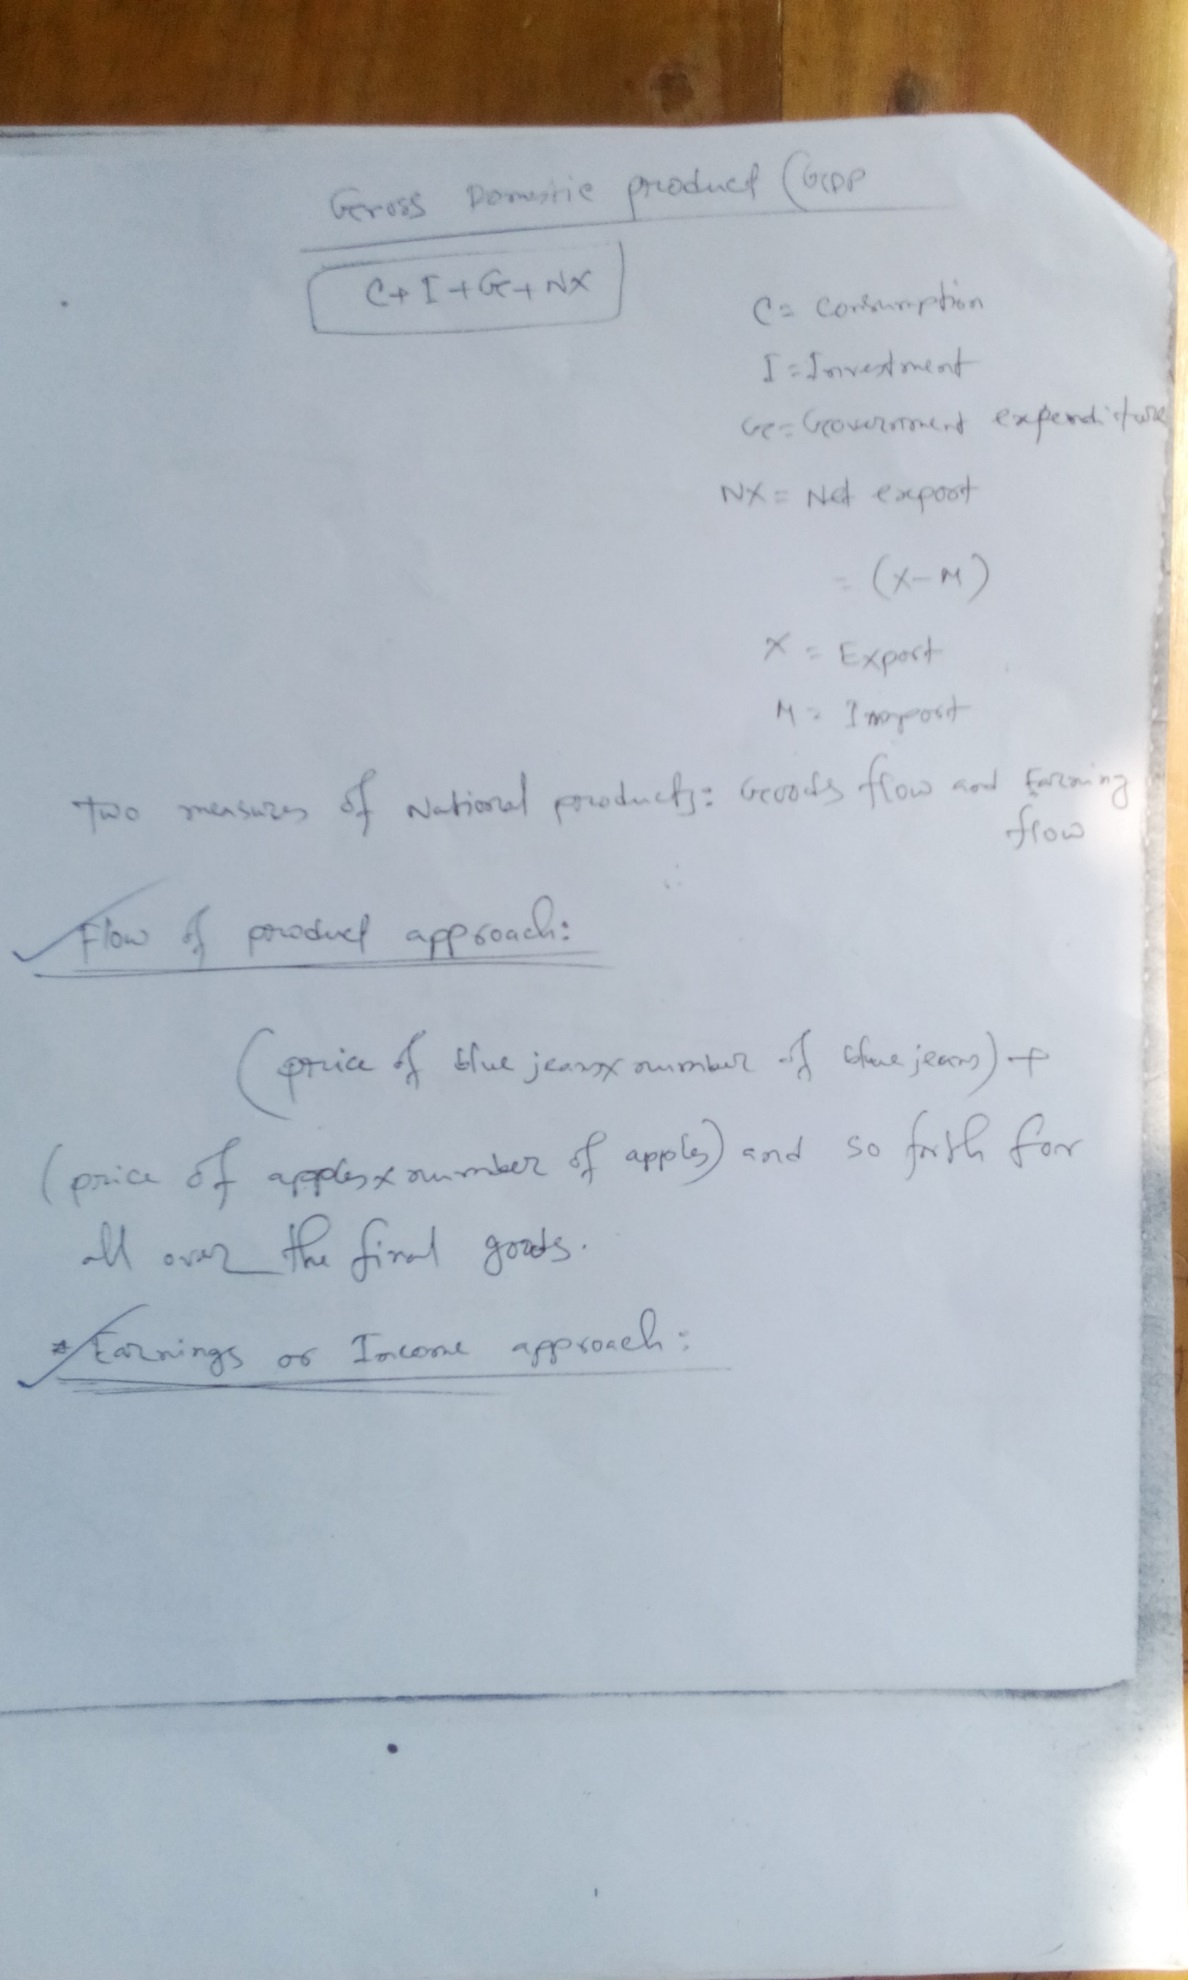 Gross Domestic product (GDP
C+ I + G + NX
C = Consumption
I = Investment
G = Government expenditure
NX = Net export
= (X-M)
X = Export
M = Import
Two measures of National products: Goods flow and Earning
flow
Flow of product approach:
(price of blue jeans x number of blue jeans) +
(price of apples x number of apples) and so forth for
all over the final goods.
* Earnings or Income approach: